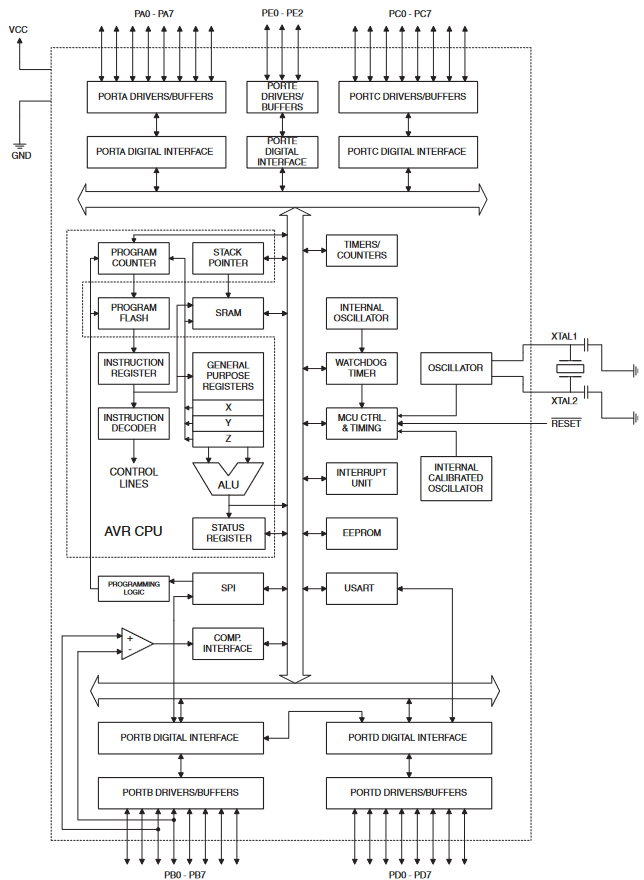 PA0 - PA7
PE0 - PE2
PC0 - PC7
VCC
GND
PORTA DRIVERS/BUFFERS
PORTE
DRIVERS/
BUFFERS
PORTC DRIVERS/BUFFERS
PORTA DIGITAL INTERFACE
PORTE
DIGITAL
INTERFACE
PORTC DIGITAL INTERFACE
PROGRAM
COUNTER
STACK
POINTER
TIMERS/
COUNTERS
PROGRAM
FLASH
SRAM
INTERNAL
OSCILLATOR
XTAL1
INSTRUCTION
REGISTER
GENERAL
PURPOSE
REGISTERS
WATCHDOG
TIMER
OSCILLATOR
XTAL2
X
INSTRUCTION
DECODER
Y
Z
MCU CTRL.
& TIMING
RESET
CONTROL
LINES
ALU
INTERRUPT
UNIT
INTERNAL
CALIBRATED
OSCILLATOR
AVR CPU
STATUS
REGISTER
EEPROM
PROGRAMMING
LOGIC
SPI
USART
+
-
COMP.
INTERFACE
PORTB DIGITAL INTERFACE
PORTD DIGITAL INTERFACE
PORTB DRIVERS/BUFFERS
PORTD DRIVERS/BUFFERS
PB0 - PB7
PD0 - PD7